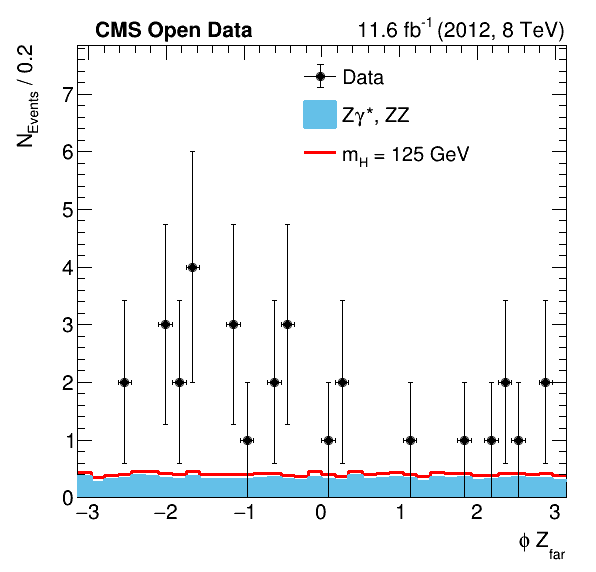 CMS Open Data 11.6 fb⁻¹ (2012, 8 TeV)
N_Events / 0.2
Data
Zγ*, ZZ
m_H = 125 GeV
7
6
5
4
3
2
1
0
−3 −2 −1 0 1 2 3
ϕ Z_far